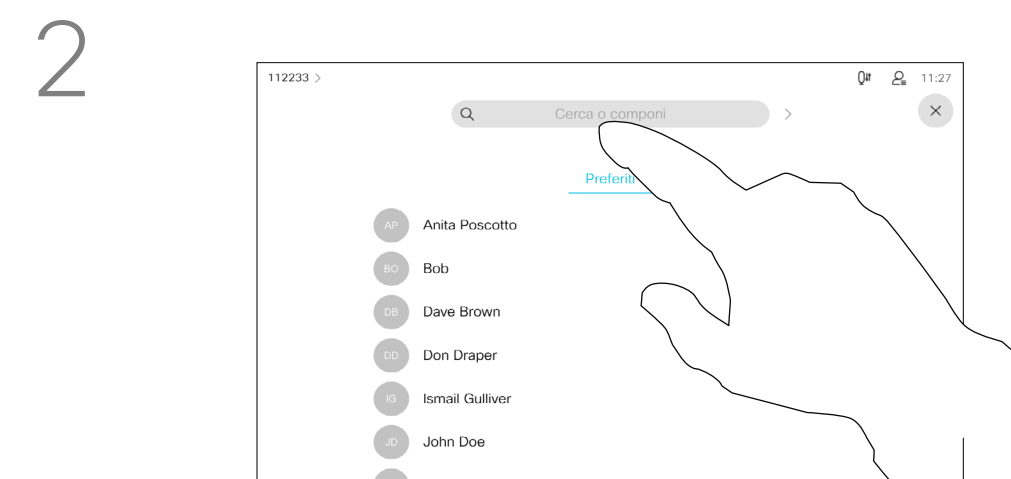 2
112233 >
11:27
Cerca o componi
Preferiti
AP Anita Poscotto
BO Bob
DB Dave Brown
DD Don Draper
IG Ismail Gulliver
JD John Doe